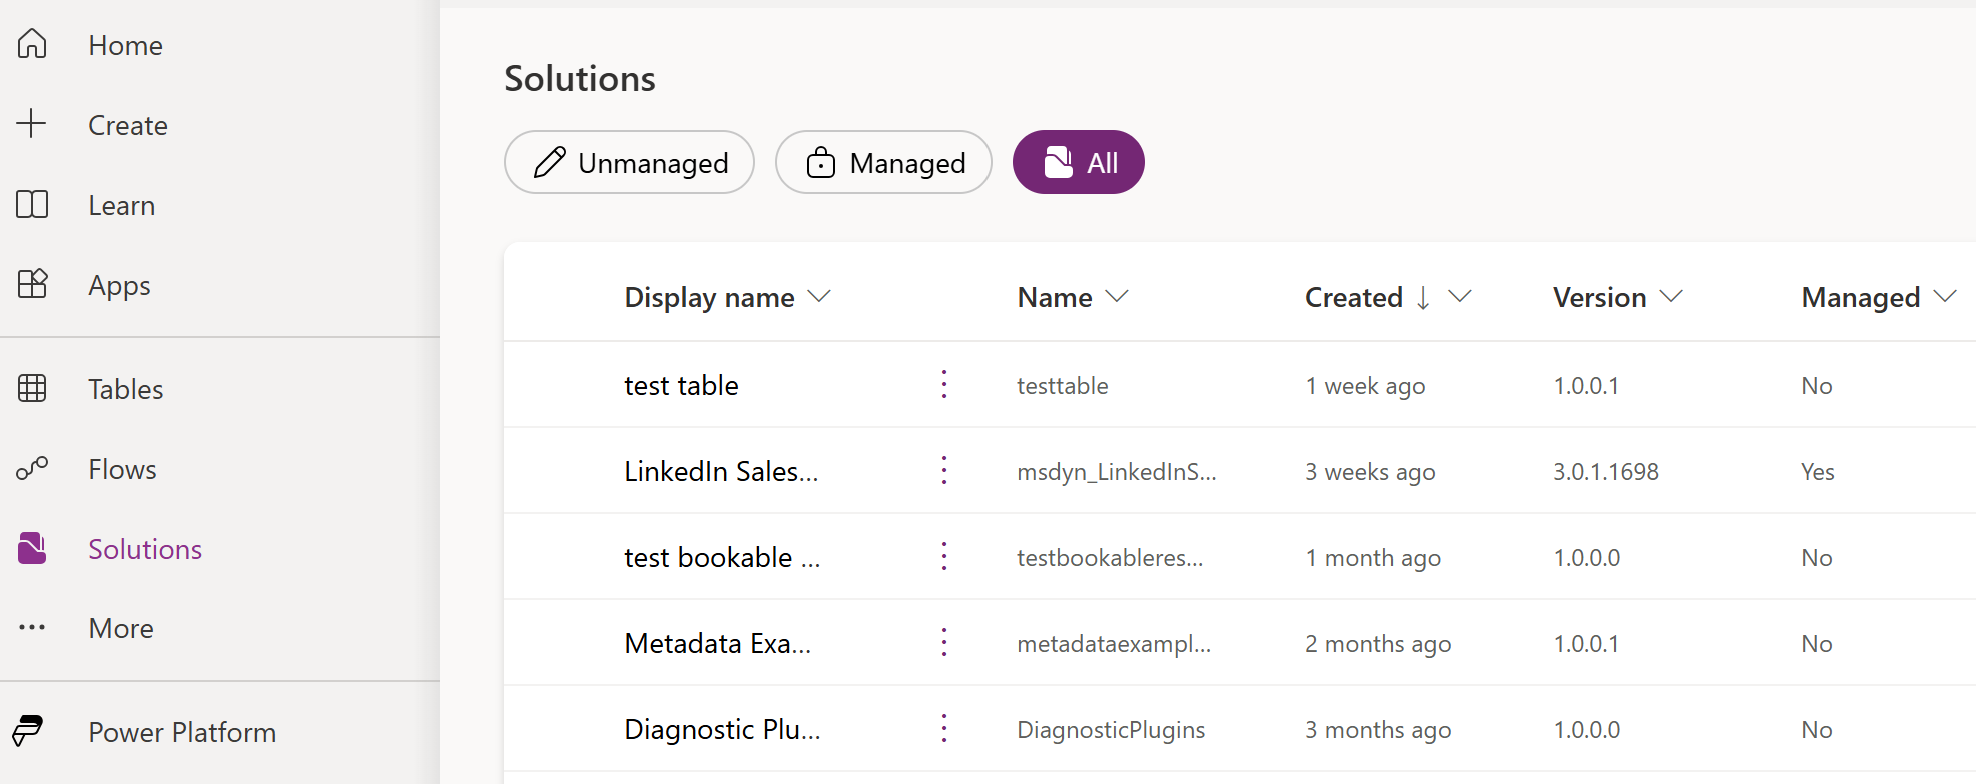 Home
Create
Learn
Apps
Tables
Flows
Solutions
More
Power Platform
Solutions
Unmanaged Managed All
Display name Name Created Version Managed
test table testtable 1 week ago 1.0.0.1 No
LinkedIn Sales... msdyn_LinkedInS... 3 weeks ago 3.0.1.1698 Yes
test bookable ... testbookableres... 1 month ago 1.0.0.0 No
Metadata Exa... metadataexampl... 2 months ago 1.0.0.1 No
Diagnostic Plu... DiagnosticPlugins 3 months ago 1.0.0.0 No